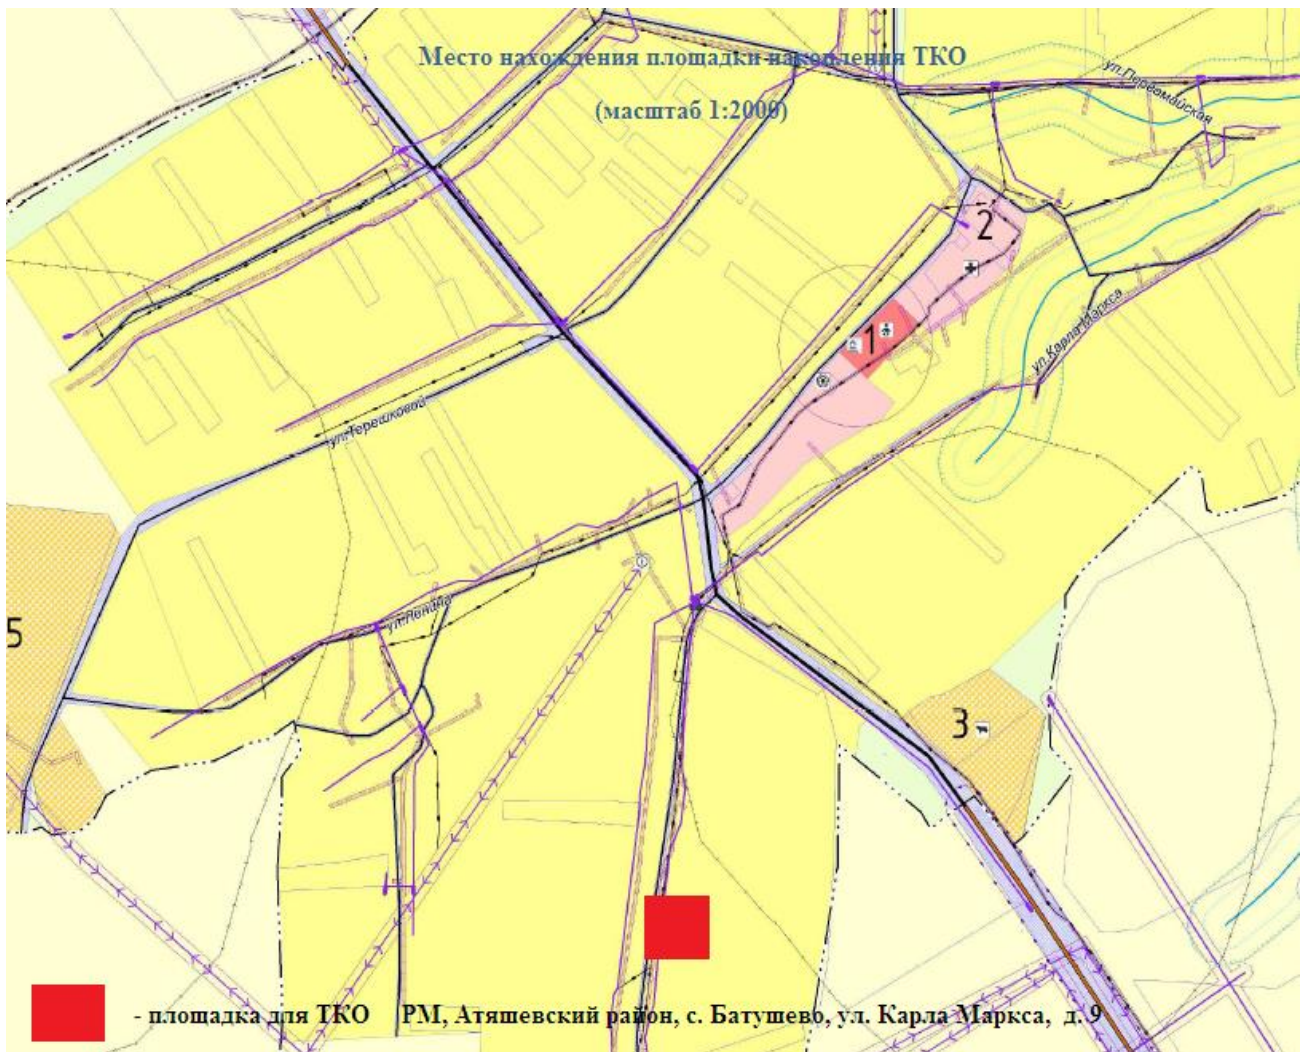 Место нахождения площадки накопления ТКО
(масштаб 1:2000)
ул.Первомайская
2
1
ул.Карла Маркса
ул.Терешковой
ул.Ленина
5
3
- площадка для ТКО РМ, Атяшевский район, с. Батушево, ул. Карла Маркса, д. 9